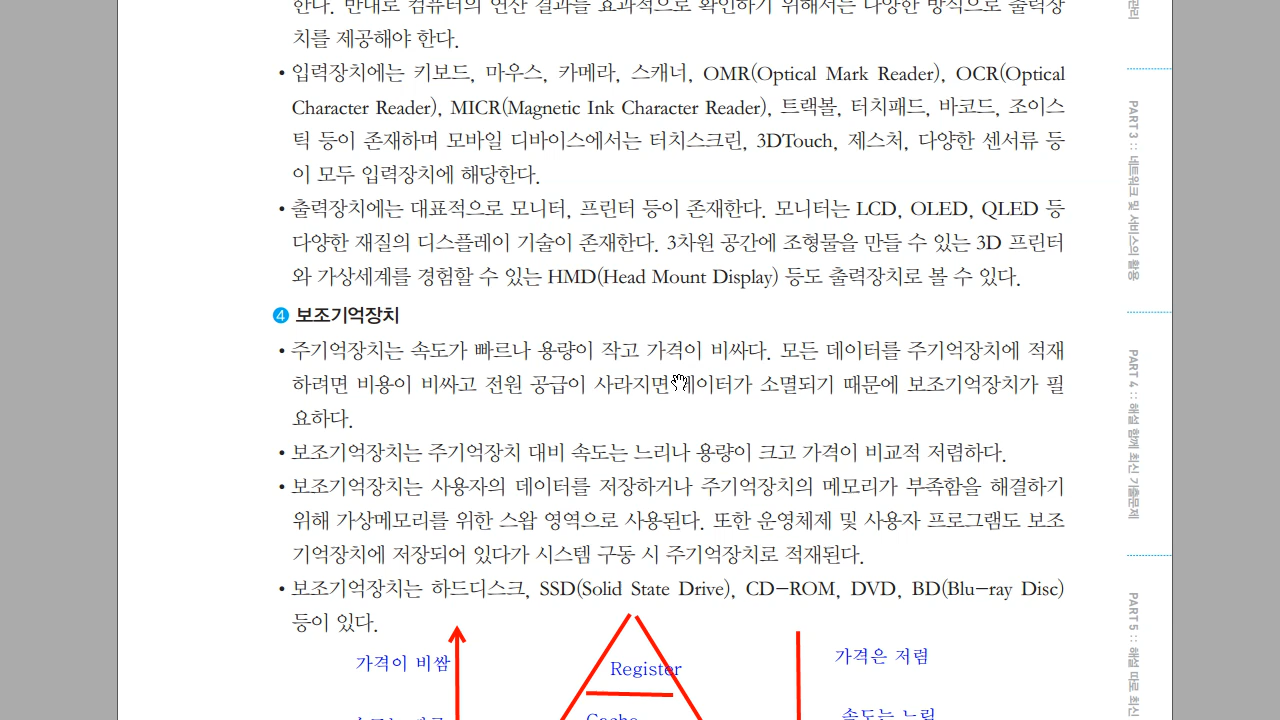 한다. 반대로 컴퓨터의 연산 결과를 효과적으로 확인하기 위해서는 다양한 방식으로 출력장
치를 제공해야 한다.
• 입력장치에는 키보드, 마우스, 카메라, 스캐너, OMR(Optical Mark Reader), OCR(Optical
Character Reader), MICR(Magnetic Ink Character Reader), 트랙볼, 터치패드, 바코드, 조이스
틱 등이 존재하며 모바일 디바이스에서는 터치스크린, 3DTouch, 제스처, 다양한 센서류 등
이 모두 입력장치에 해당한다.
• 출력장치에는 대표적으로 모니터, 프린터 등이 존재한다. 모니터는 LCD, OLED, QLED 등
다양한 재질의 디스플레이 기술이 존재한다. 3차원 공간에 조형물을 만들 수 있는 3D 프린터
와 가상세계를 경험할 수 있는 HMD(Head Mount Display) 등도 출력장치로 볼 수 있다.
4 보조기억장치
• 주기억장치는 속도가 빠르나 용량이 작고 가격이 비싸다. 모든 데이터를 주기억장치에 적재
하려면 비용이 비싸고 전원 공급이 사라지면 데이터가 소멸되기 때문에 보조기억장치가 필
요하다.
• 보조기억장치는 주기억장치 대비 속도는 느리나 용량이 크고 가격이 비교적 저렴하다.
• 보조기억장치는 사용자의 데이터를 저장하거나 주기억장치의 메모리가 부족함을 해결하기
위해 가상메모리를 위한 스왑 영역으로 사용된다. 또한 운영체제 및 사용자 프로그램도 보조
기억장치에 저장되어 있다가 시스템 구동 시 주기억장치로 적재된다.
• 보조기억장치는 하드디스크, SSD(Solid State Drive), CD-ROM, DVD, BD(Blu-ray Disc)
등이 있다.
가격이 비쌈
Register
가격은 저렴
Cache
속도는 느림
관리
PART 3 :: 네트워크 및 서비스의 활용
PART 4 :: 해설 함께 최신 기출문제
PART 5 :: 해설 따로 최신